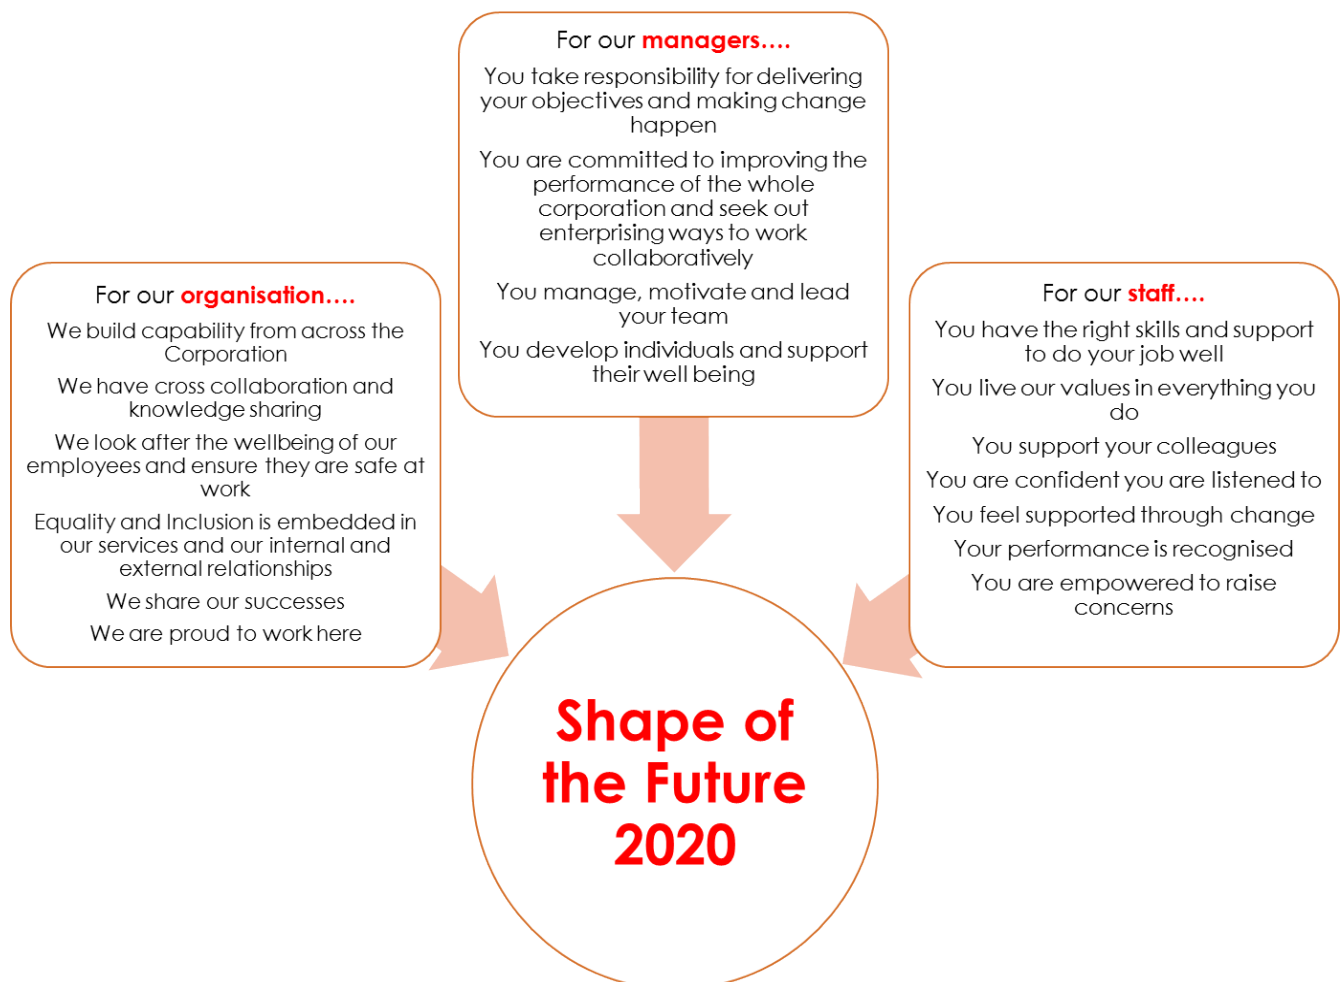 For our managers....
You take responsibility for delivering
your objectives and making change
happen
You are committed to improving the
performance of the whole
corporation and seek out
enterprising ways to work
collaboratively
You manage, motivate and lead
your team
You develop individuals and support
their well being
For our organisation....
We build capability from across the
Corporation
We have cross collaboration and
knowledge sharing
We look after the wellbeing of our
employees and ensure they are safe at
work
Equality and Inclusion is embedded in
our services and our internal and
external relationships
We share our successes
We are proud to work here
For our staff....
You have the right skills and support
to do your job well
You live our values in everything you
do
You support your colleagues
You are confident you are listened to
You feel supported through change
Your performance is recognised
You are empowered to raise
concerns
Shape of
the Future
2020